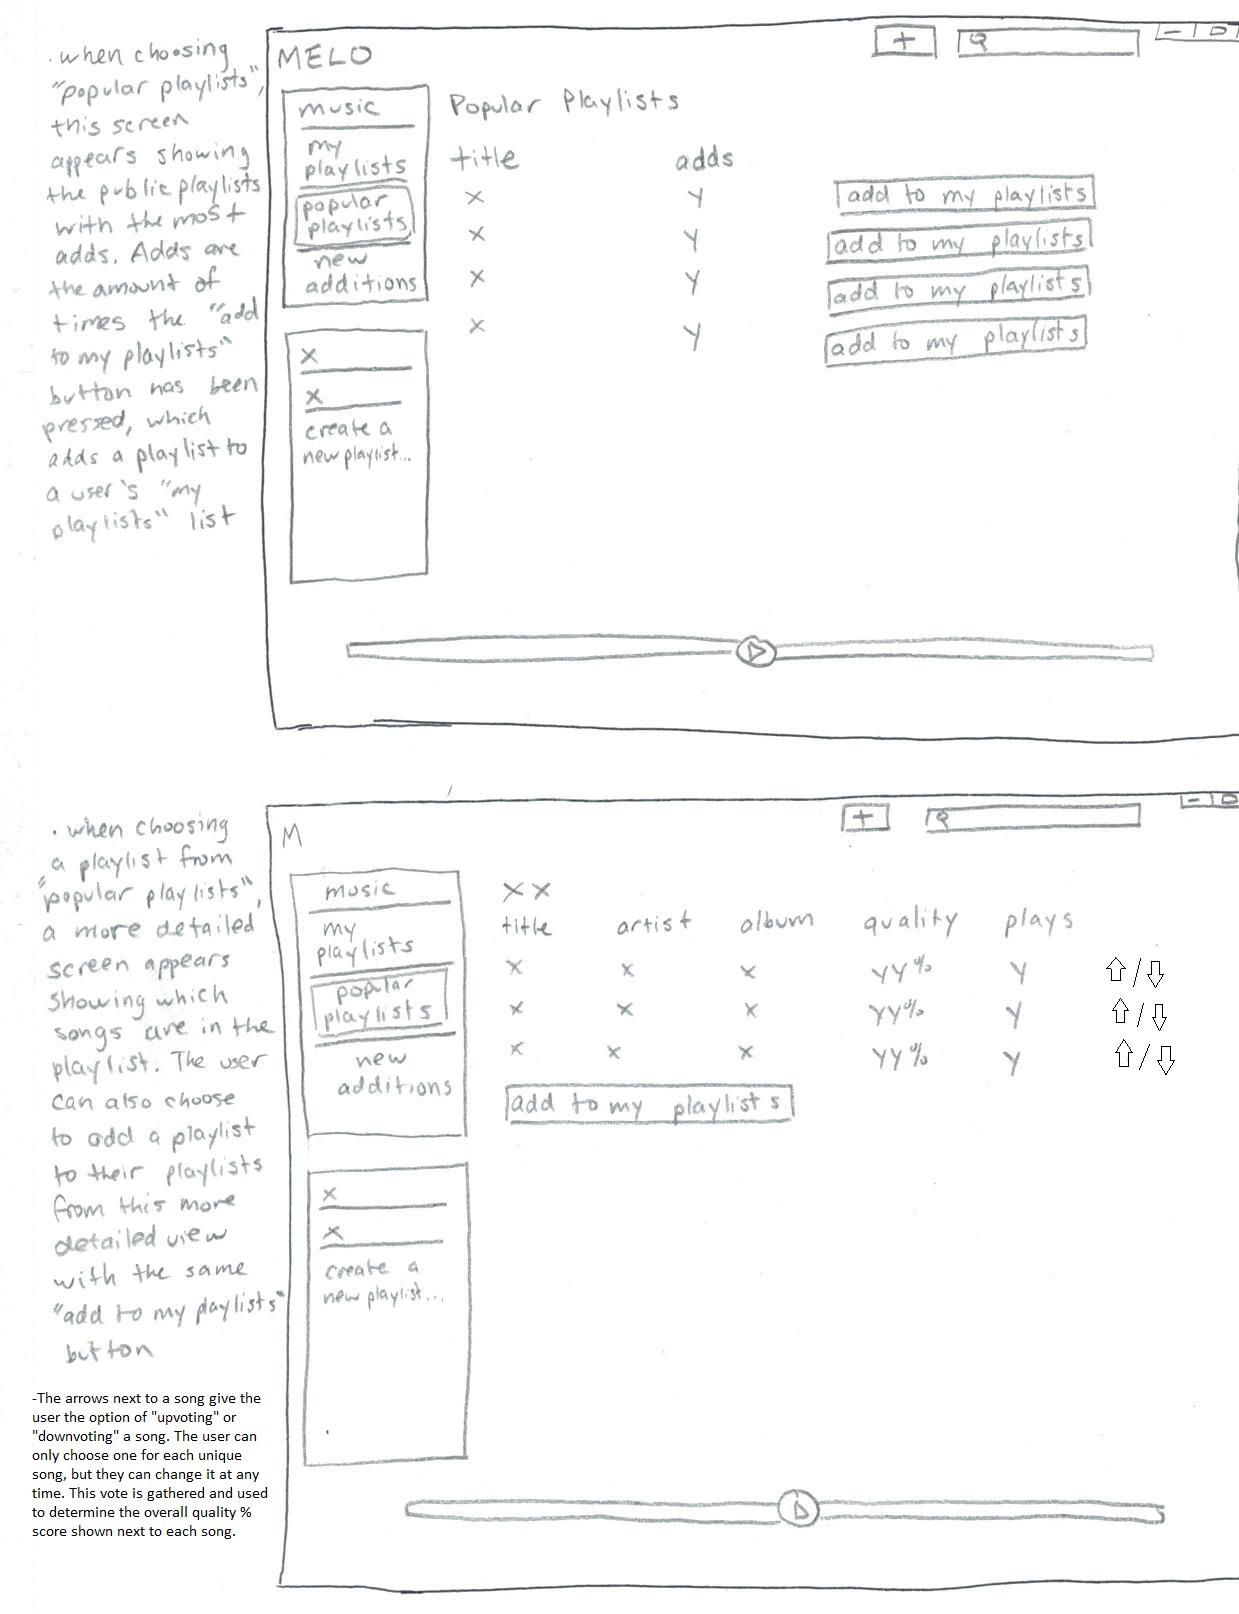 · when choosing
"popular playlists",
this screen
appears showing
the public playlists
with the most
adds. Adds are
the amount of
times the "add
to my playlists"
button has been
pressed, which
adds a playlist to
a user's "my
playlists" list
MELO
+
music
my
playlists
popular
playlists
new
additions
x
x
create a
new playlist...
Popular Playlists
title adds
x y add to my playlists
x y add to my playlists
x y add to my playlists
x y add to my playlists
· when choosing
a playlist from
"popular playlists",
a more detailed
screen appears
showing which
songs are in the
playlist. The user
can also choose
to add a playlist
to their playlists
from this more
detailed view
with the same
"add to my playlists"
button
-The arrows next to a song give the
user the option of "upvoting" or
"downvoting" a song. The user can
only choose one for each unique
song, but they can change it at any
time. This vote is gathered and used
to determine the overall quality %
score shown next to each song.
M
+
music
my
playlists
popular
playlists
new
additions
x
x
create a
new playlist...
XX
title artist album quality plays
x x x YY% Y ⇧/⇩
x x x YY% Y ⇧/⇩
x x x YY% Y ⇧/⇩
add to my playlists